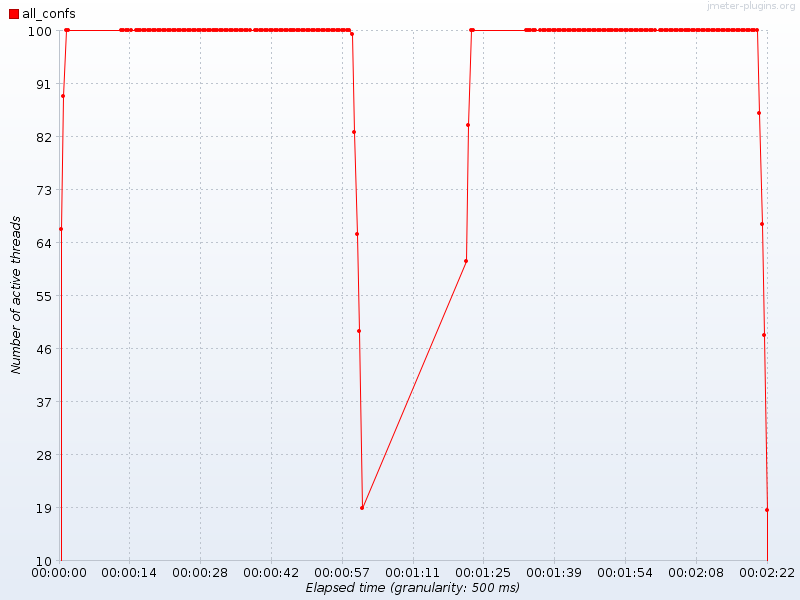 jmeter-plugins.org
all_confs
100
91
82
73
64
55
46
37
28
19
10
Number of active threads
00:00:00 00:00:14 00:00:28 00:00:42 00:00:57 00:01:11 00:01:25 00:01:39 00:01:54 00:02:08 00:02:22
Elapsed time (granularity: 500 ms)